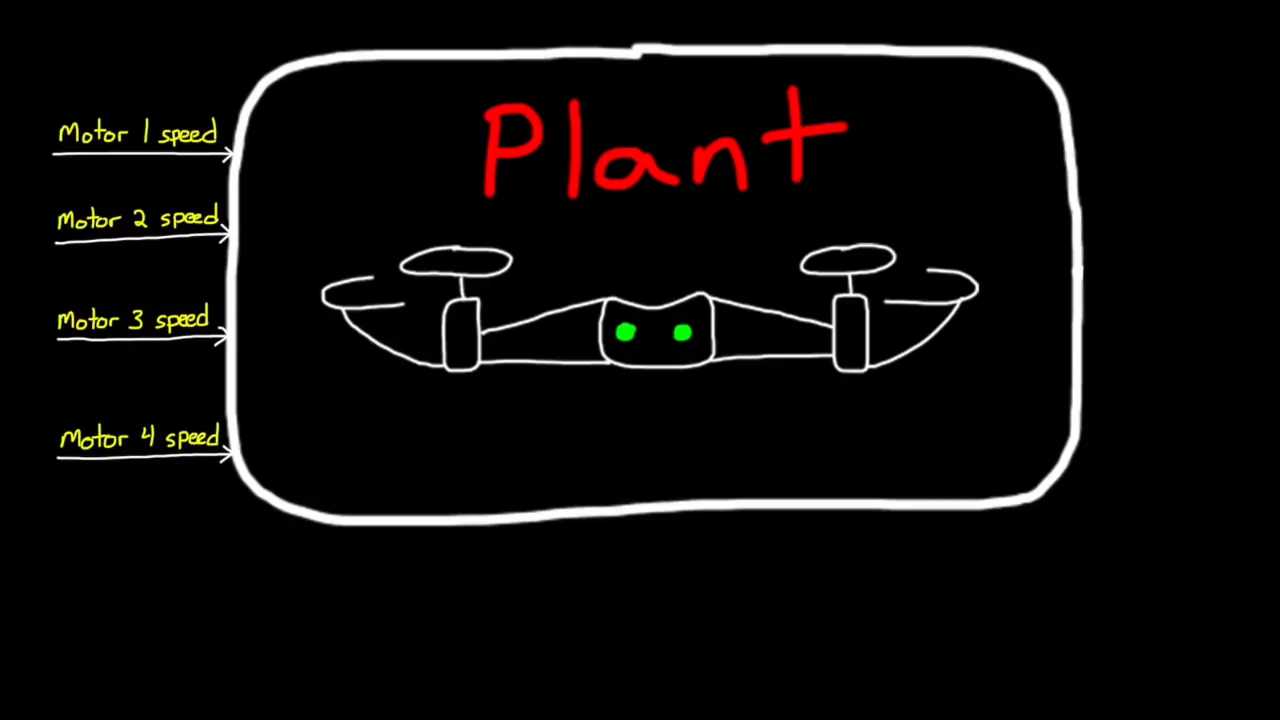 Plant
Motor 1 speed
Motor 2 speed
Motor 3 speed
Motor 4 speed